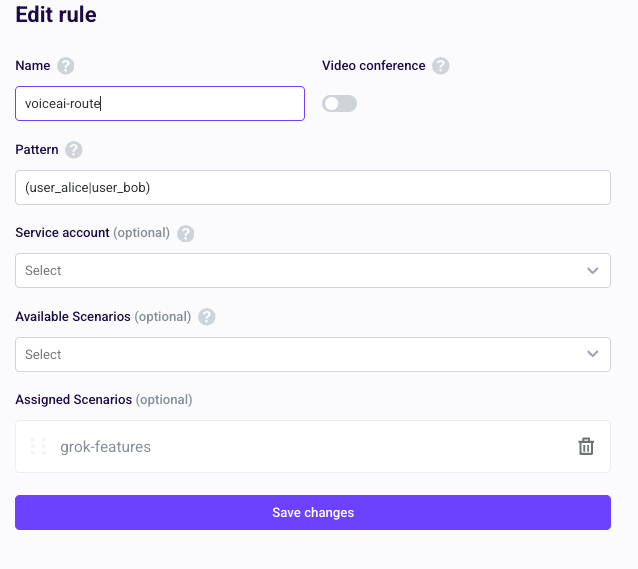 Edit rule
Name ?
Video conference ?
voiceai-route
Pattern ?
(user_alice|user_bob)
Service account (optional) ?
Select
Available Scenarios (optional) ?
Select
Assigned Scenarios (optional)
grok-features
Save changes